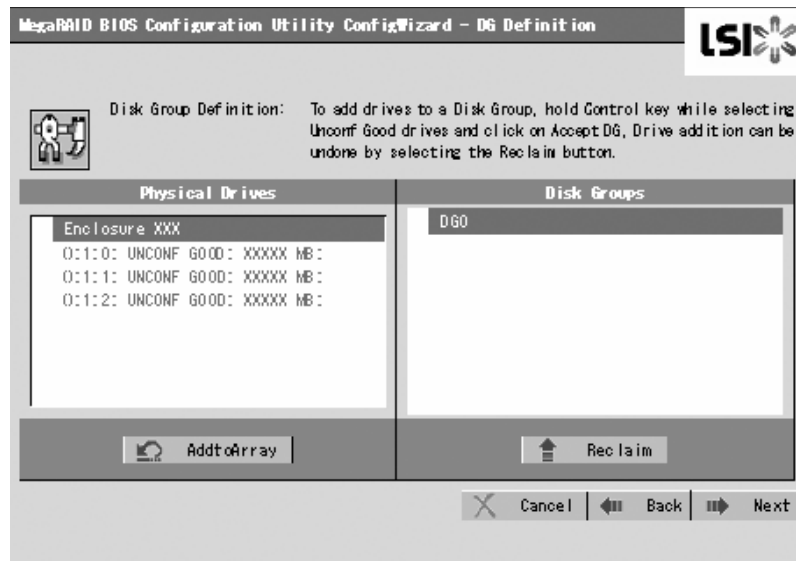 MegaRAID BIOS Configuration Utility ConfigWizard - DG Definition
LSI
Disk Group Definition: To add drives to a Disk Group, hold Control key while selecting
Unconf Good drives and click on Accept DG, Drive addition can be
undone by selecting the Reclaim button.
Physical Drives
Enclosure XXX
0:1:0: UNCONF GOOD: XXXXX MB:
0:1:1: UNCONF GOOD: XXXXX MB:
0:1:2: UNCONF GOOD: XXXXX MB:
AddtoArray
Disk Groups
DG0
Reclaim
Cancel Back Next